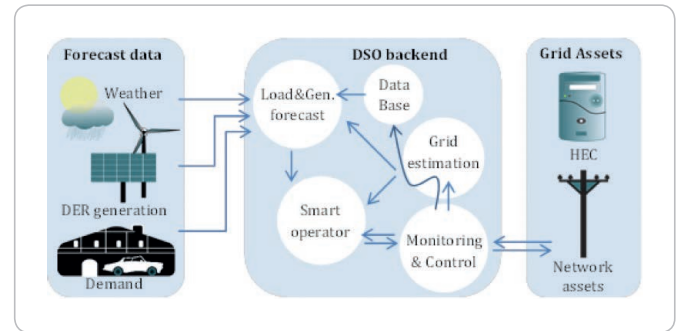 Forecast data
Weather
DER generation
Demand
DSO backend
Load&Gen.
forecast
Data
Base
Grid
estimation
Smart
operator
Monitoring
& Control
Grid Assets
HEC
Network
assets